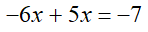 −6x + 5x = −7